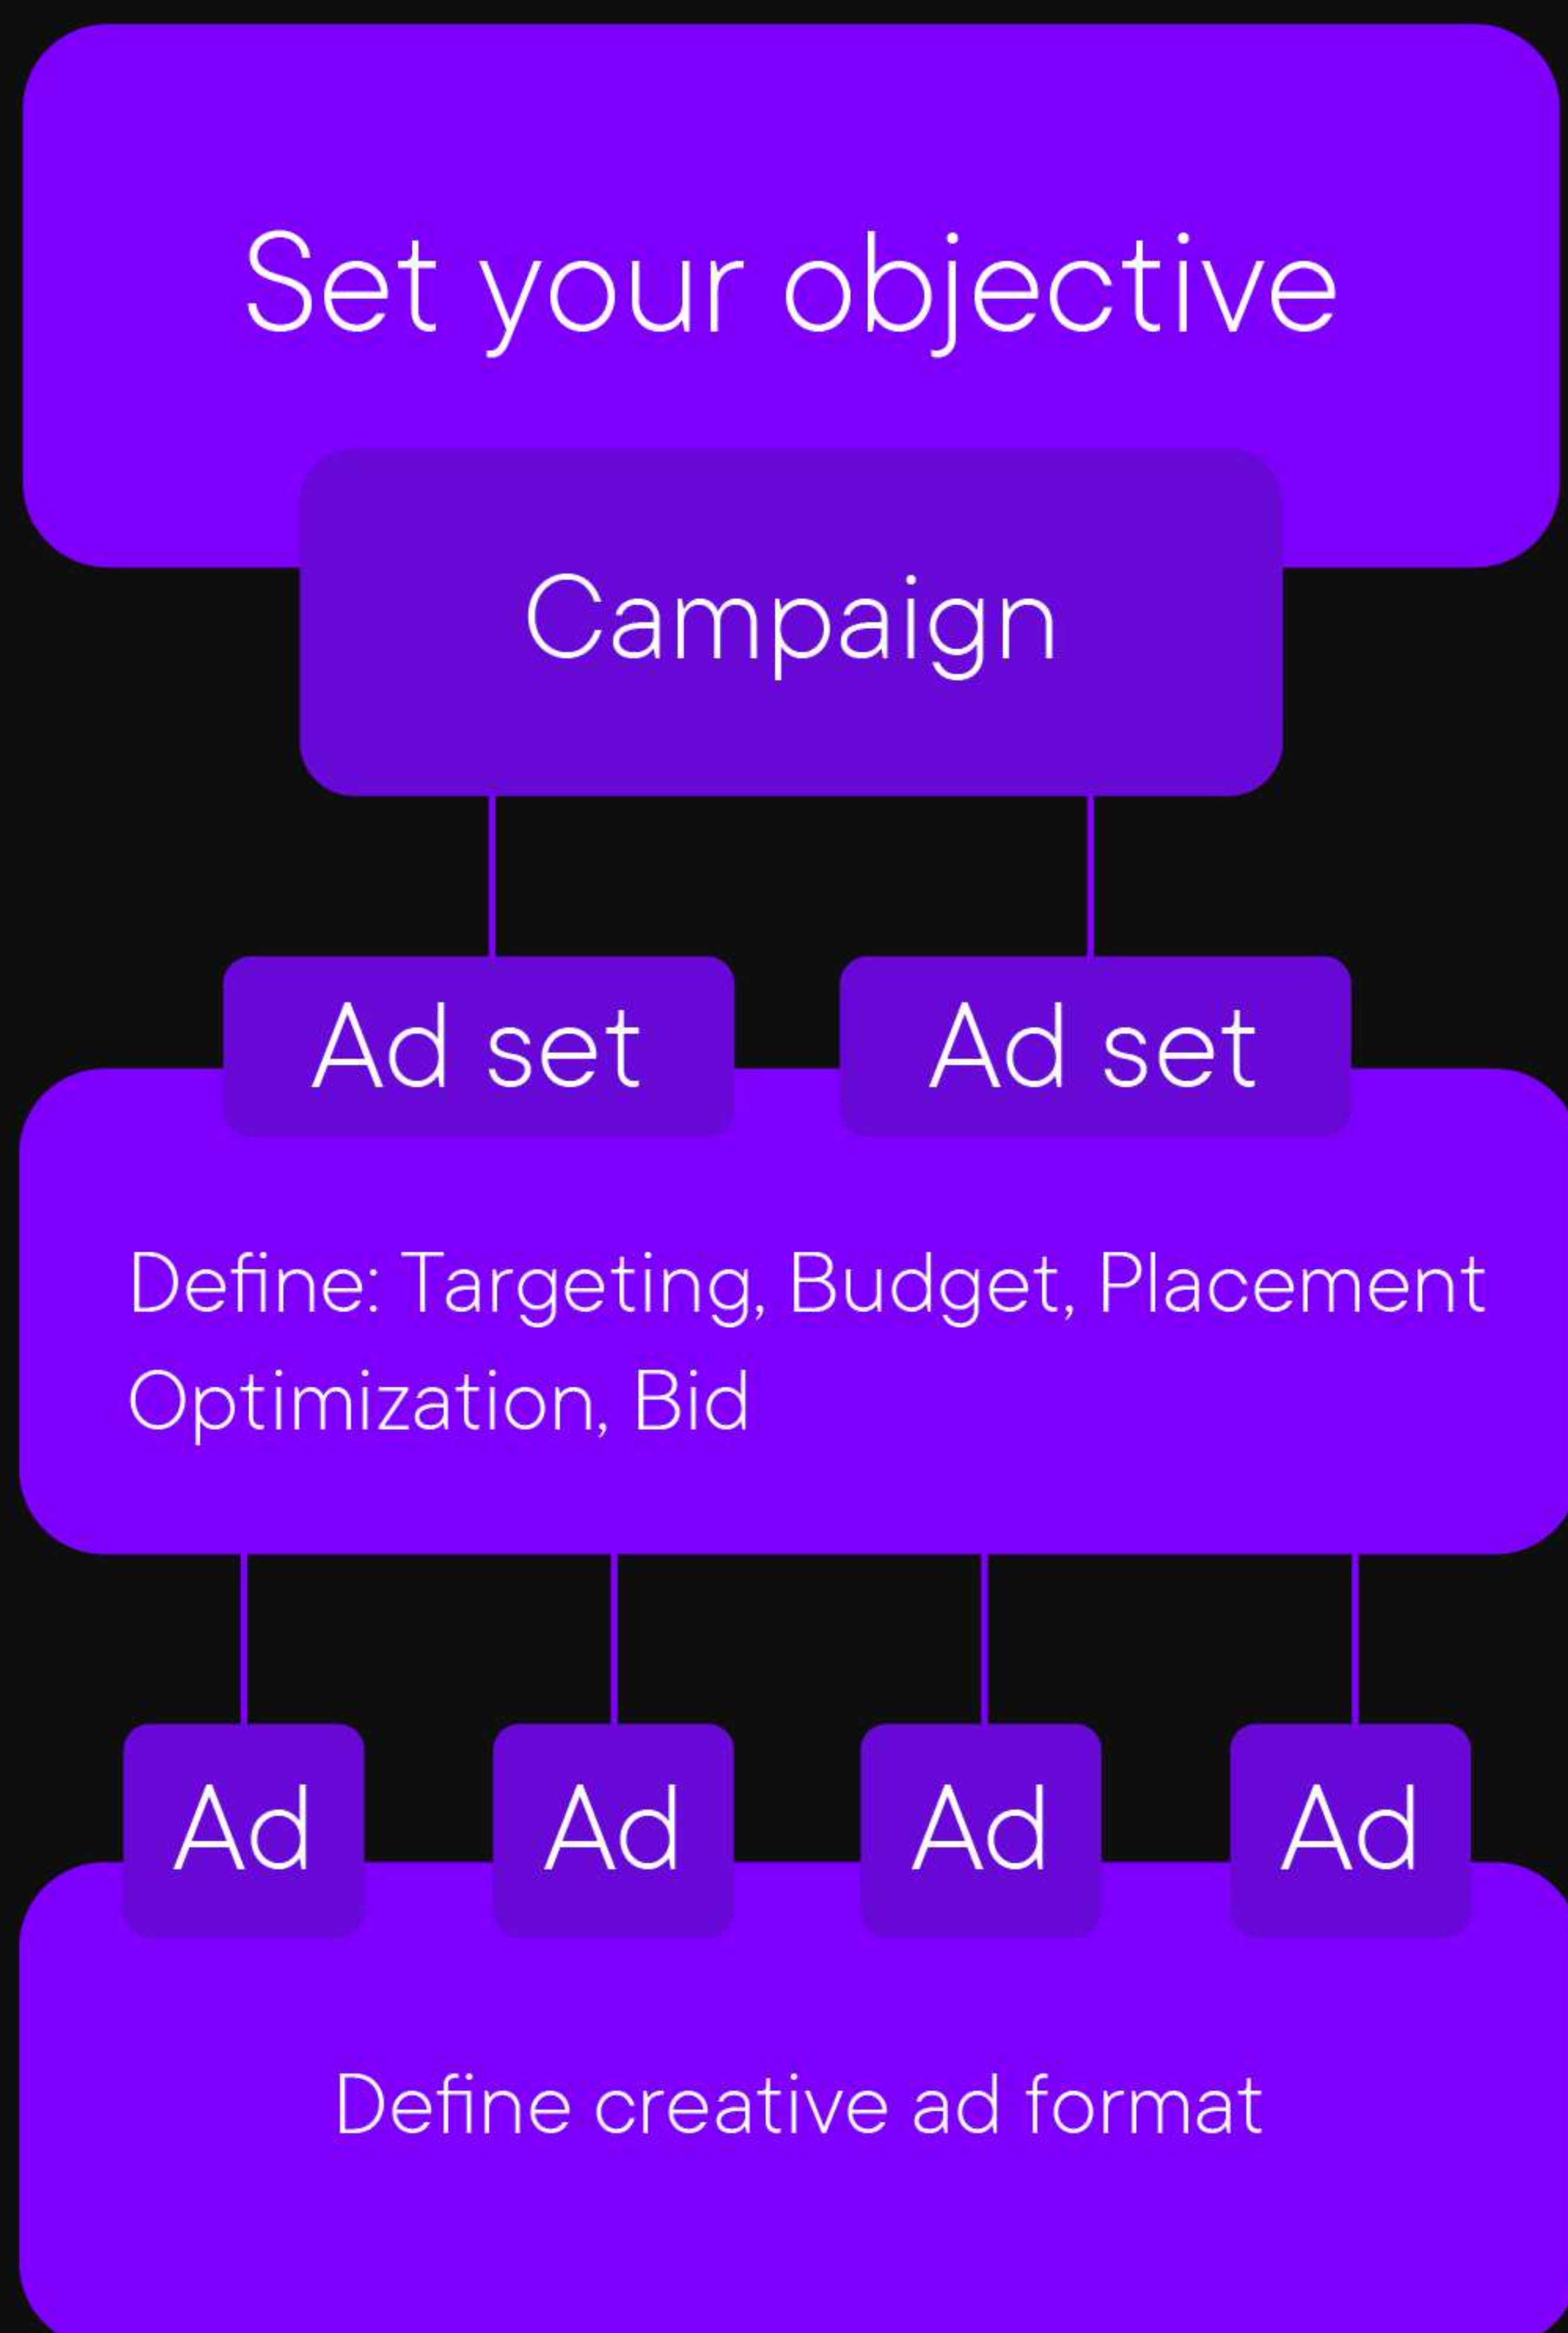 Set your objective
Campaign
Ad set Ad set
Define: Targeting, Budget, Placement
Optimization, Bid
Ad Ad Ad Ad
Define creative ad format